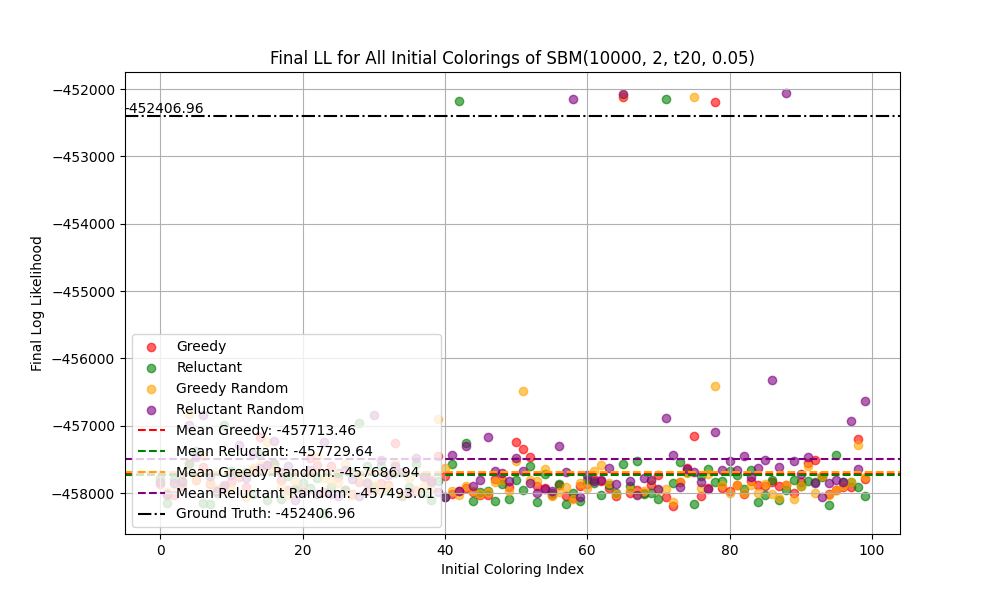 Final LL for All Initial Colorings of SBM(10000, 2, t20, 0.05)
Final Log Likelihood
−452000
−453000
−454000
−455000
−456000
−457000
−458000
-452406.96
Greedy
Reluctant
Greedy Random
Reluctant Random
Mean Greedy: -457713.46
Mean Reluctant: -457729.64
Mean Greedy Random: -457686.94
Mean Reluctant Random: -457493.01
Ground Truth: -452406.96
0 20 40 60 80 100
Initial Coloring Index